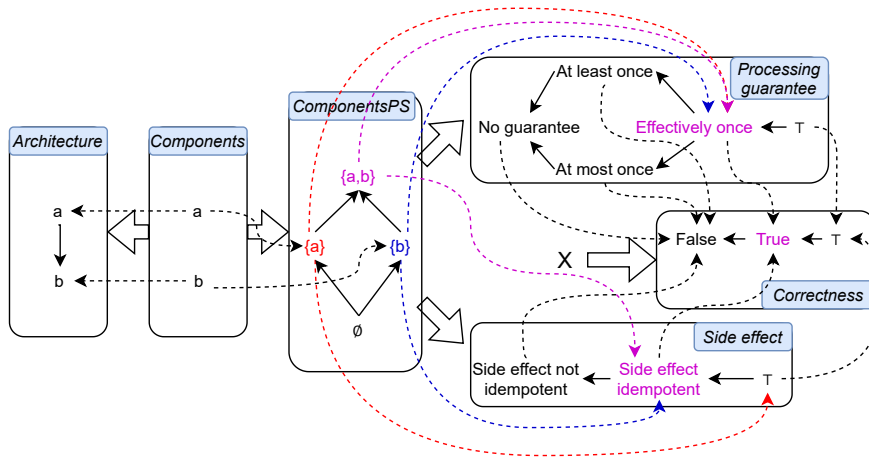 Architecture
a
b
Components
a
b
ComponentsPS
{a,b}
{a}
{b}
ø
Processing
guarantee
At least once
No guarantee
Effectively once
⊤
At most once
X
False
True
⊤
Correctness
Side effect
Side effect not
idempotent
Side effect
idempotent
⊤